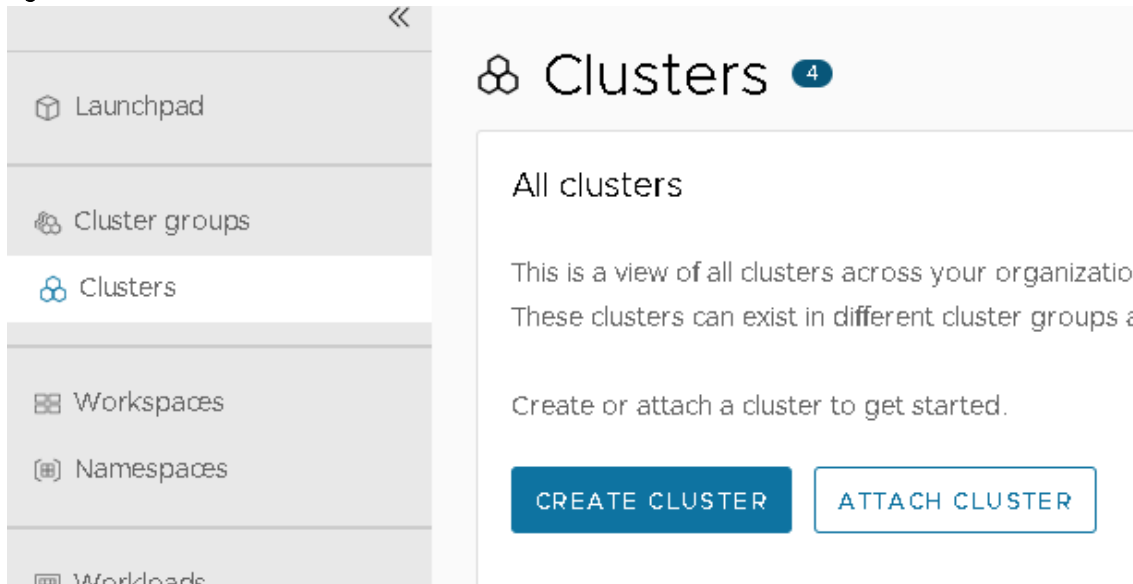 «
Launchpad
Cluster groups
Clusters
Workspaces
Namespaces
Workloads
Clusters 4
All clusters
This is a view of all clusters across your organizatio
These clusters can exist in different cluster groups a
Create or attach a cluster to get started.
CREATE CLUSTER
ATTACH CLUSTER